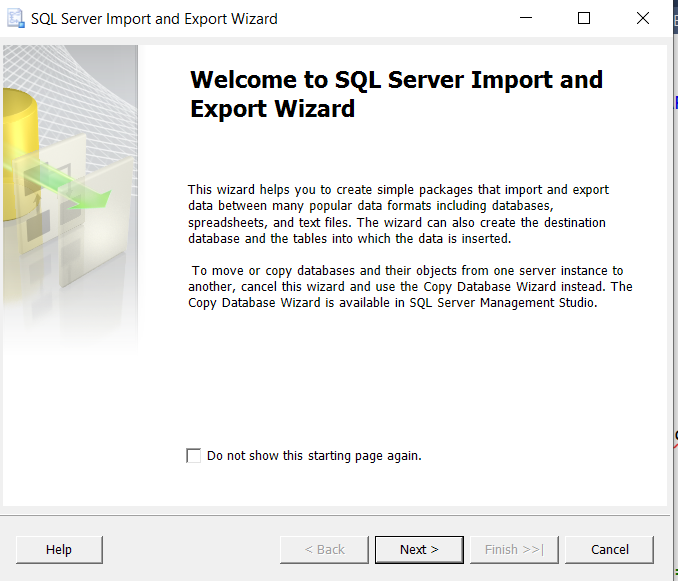 SQL Server Import and Export Wizard
Welcome to SQL Server Import and
Export Wizard
This wizard helps you to create simple packages that import and export
data between many popular data formats including databases,
spreadsheets, and text files. The wizard can also create the destination
database and the tables into which the data is inserted.
To move or copy databases and their objects from one server instance to
another, cancel this wizard and use the Copy Database Wizard instead. The
Copy Database Wizard is available in SQL Server Management Studio.
Do not show this starting page again.
Help
< Back
Next >
Finish >>|
Cancel